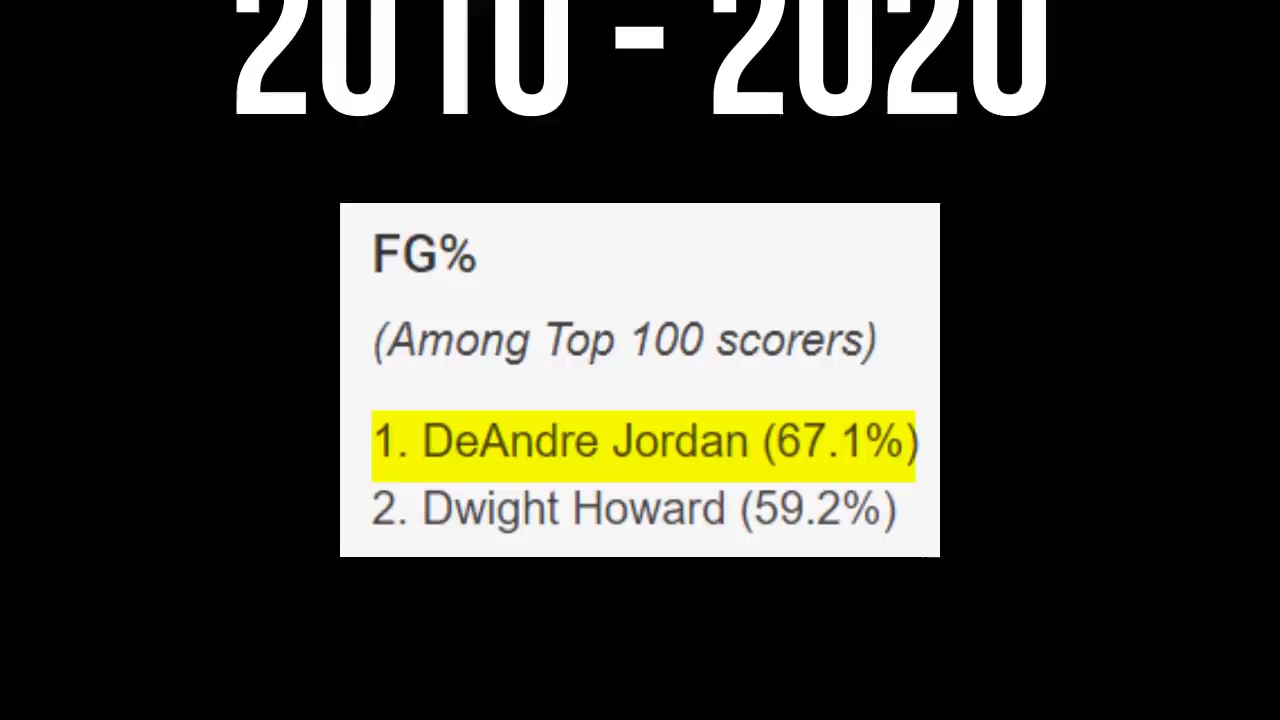 2010 - 2020
FG%
(Among Top 100 scorers)
1. DeAndre Jordan (67.1%)
2. Dwight Howard (59.2%)